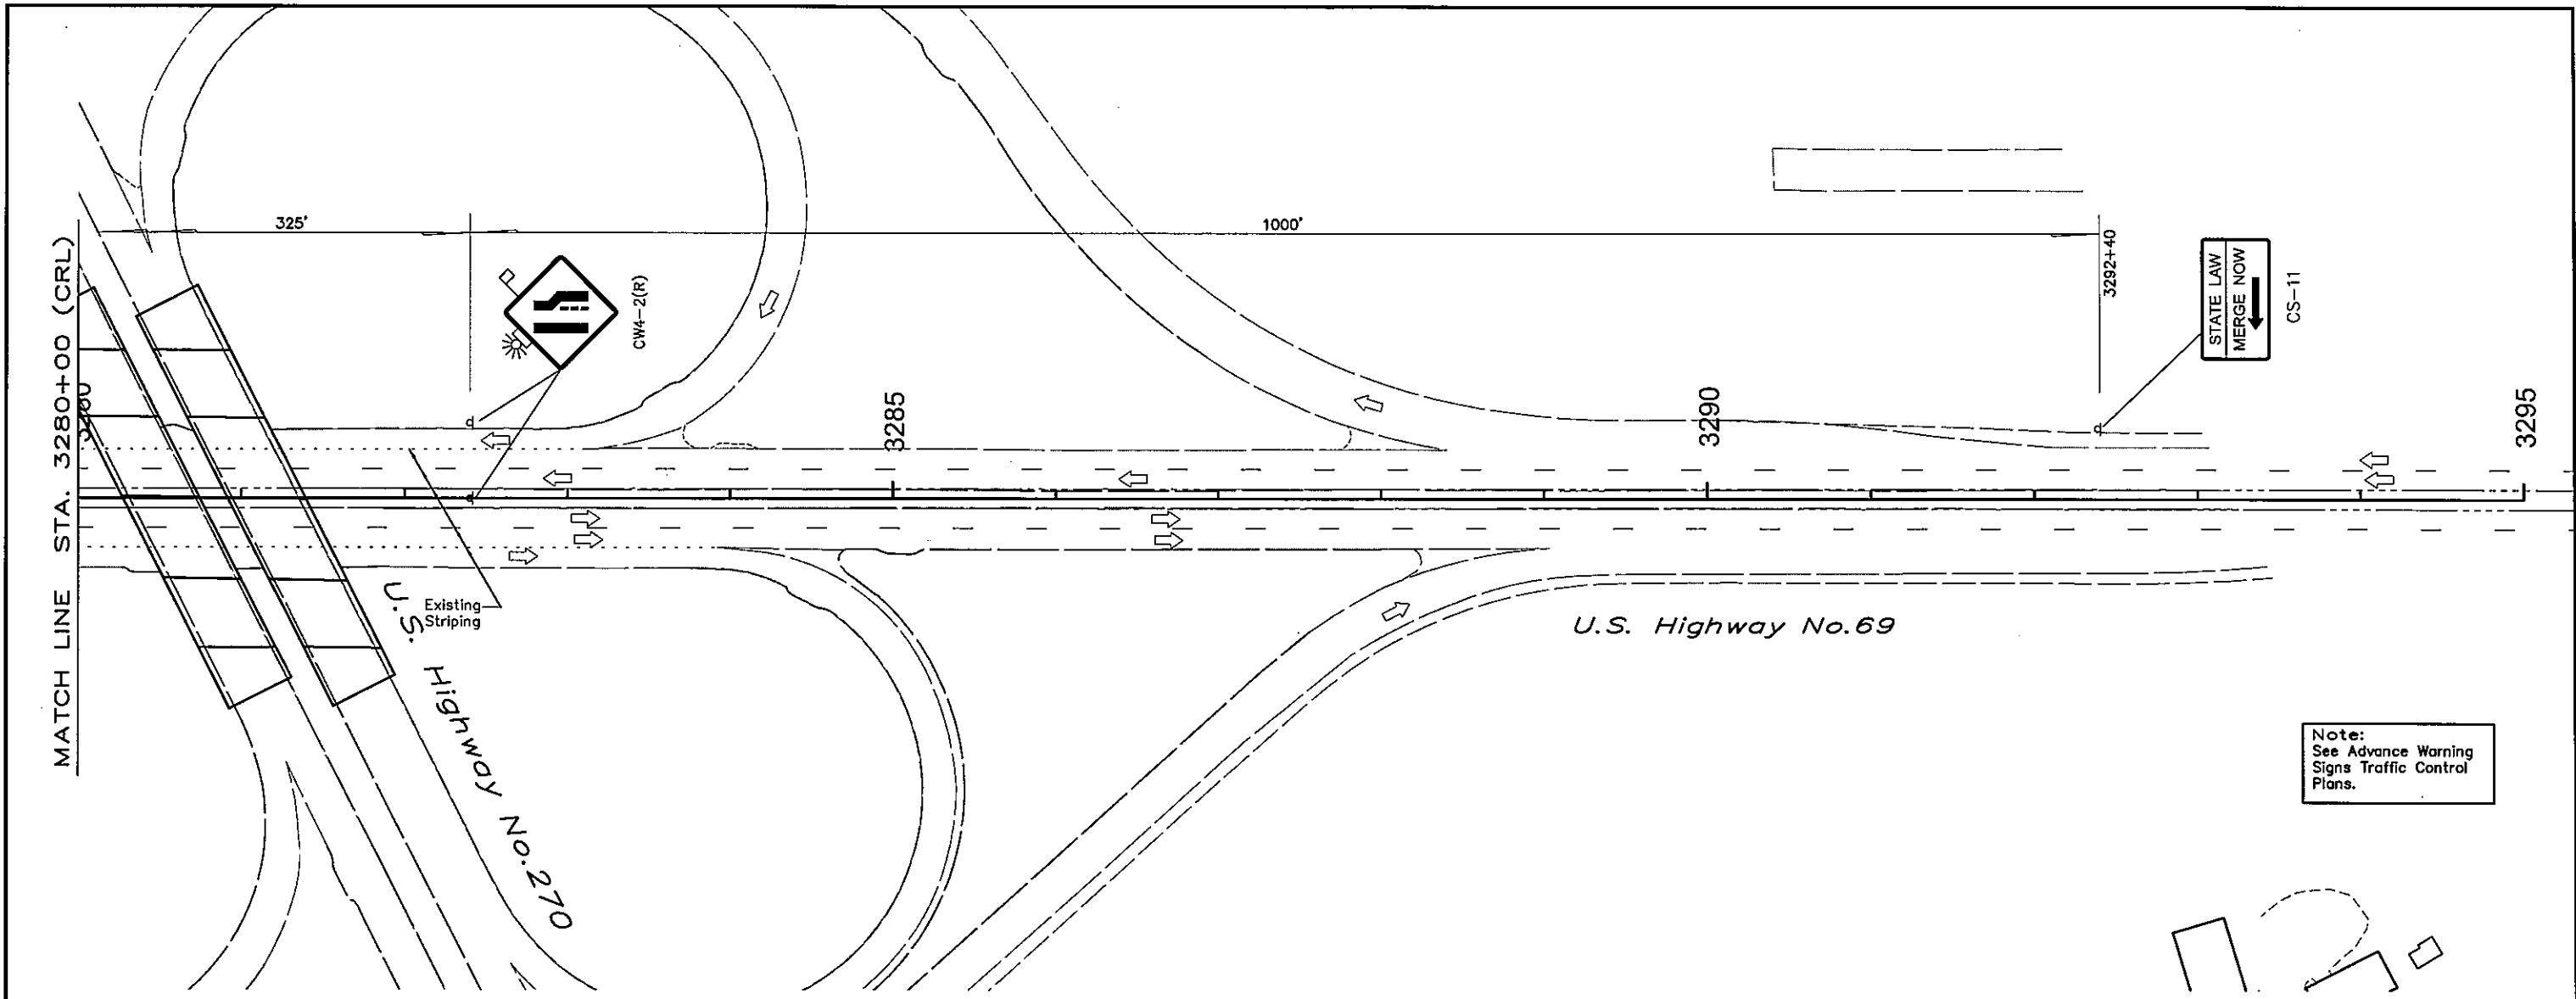 MATCH LINE STA. 3280+00 (CRL)
325'
1000'
CW4-2(R)
3292+40
STATE LAW
MERGE NOW
CS-11
3285
3290
3295
Existing
Striping
U.S. Highway No.270
U.S. Highway No.69
Note:
See Advance Warning
Signs Traffic Control
Plans.